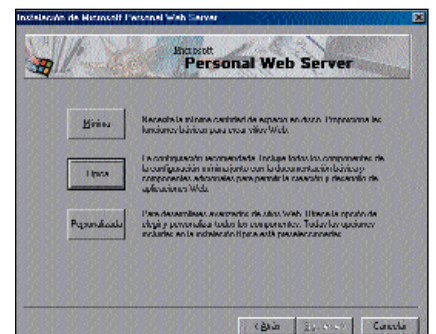 Instalación de Microsoft Personal Web Server
Microsoft
Personal Web Server
Mínima
Necesita la mínima cantidad de espacio en disco. Proporciona las
funciones básicas para crear sitios Web.
Típica
La configuración recomendada. Incluye todos los componentes de
la configuración mínima junto con la documentación básica y
componentes adicionales para permitir la creación y desarrollo de
aplicaciones Web.
Personalizada
Para desarrollares avanzados de sitios Web. Ofrece la opción de
elegir y personalizar todos los componentes. Todas las opciones
incluidas en la instalación típica está preseleccionadas
< Atrás
Siguiente >
Cancelar